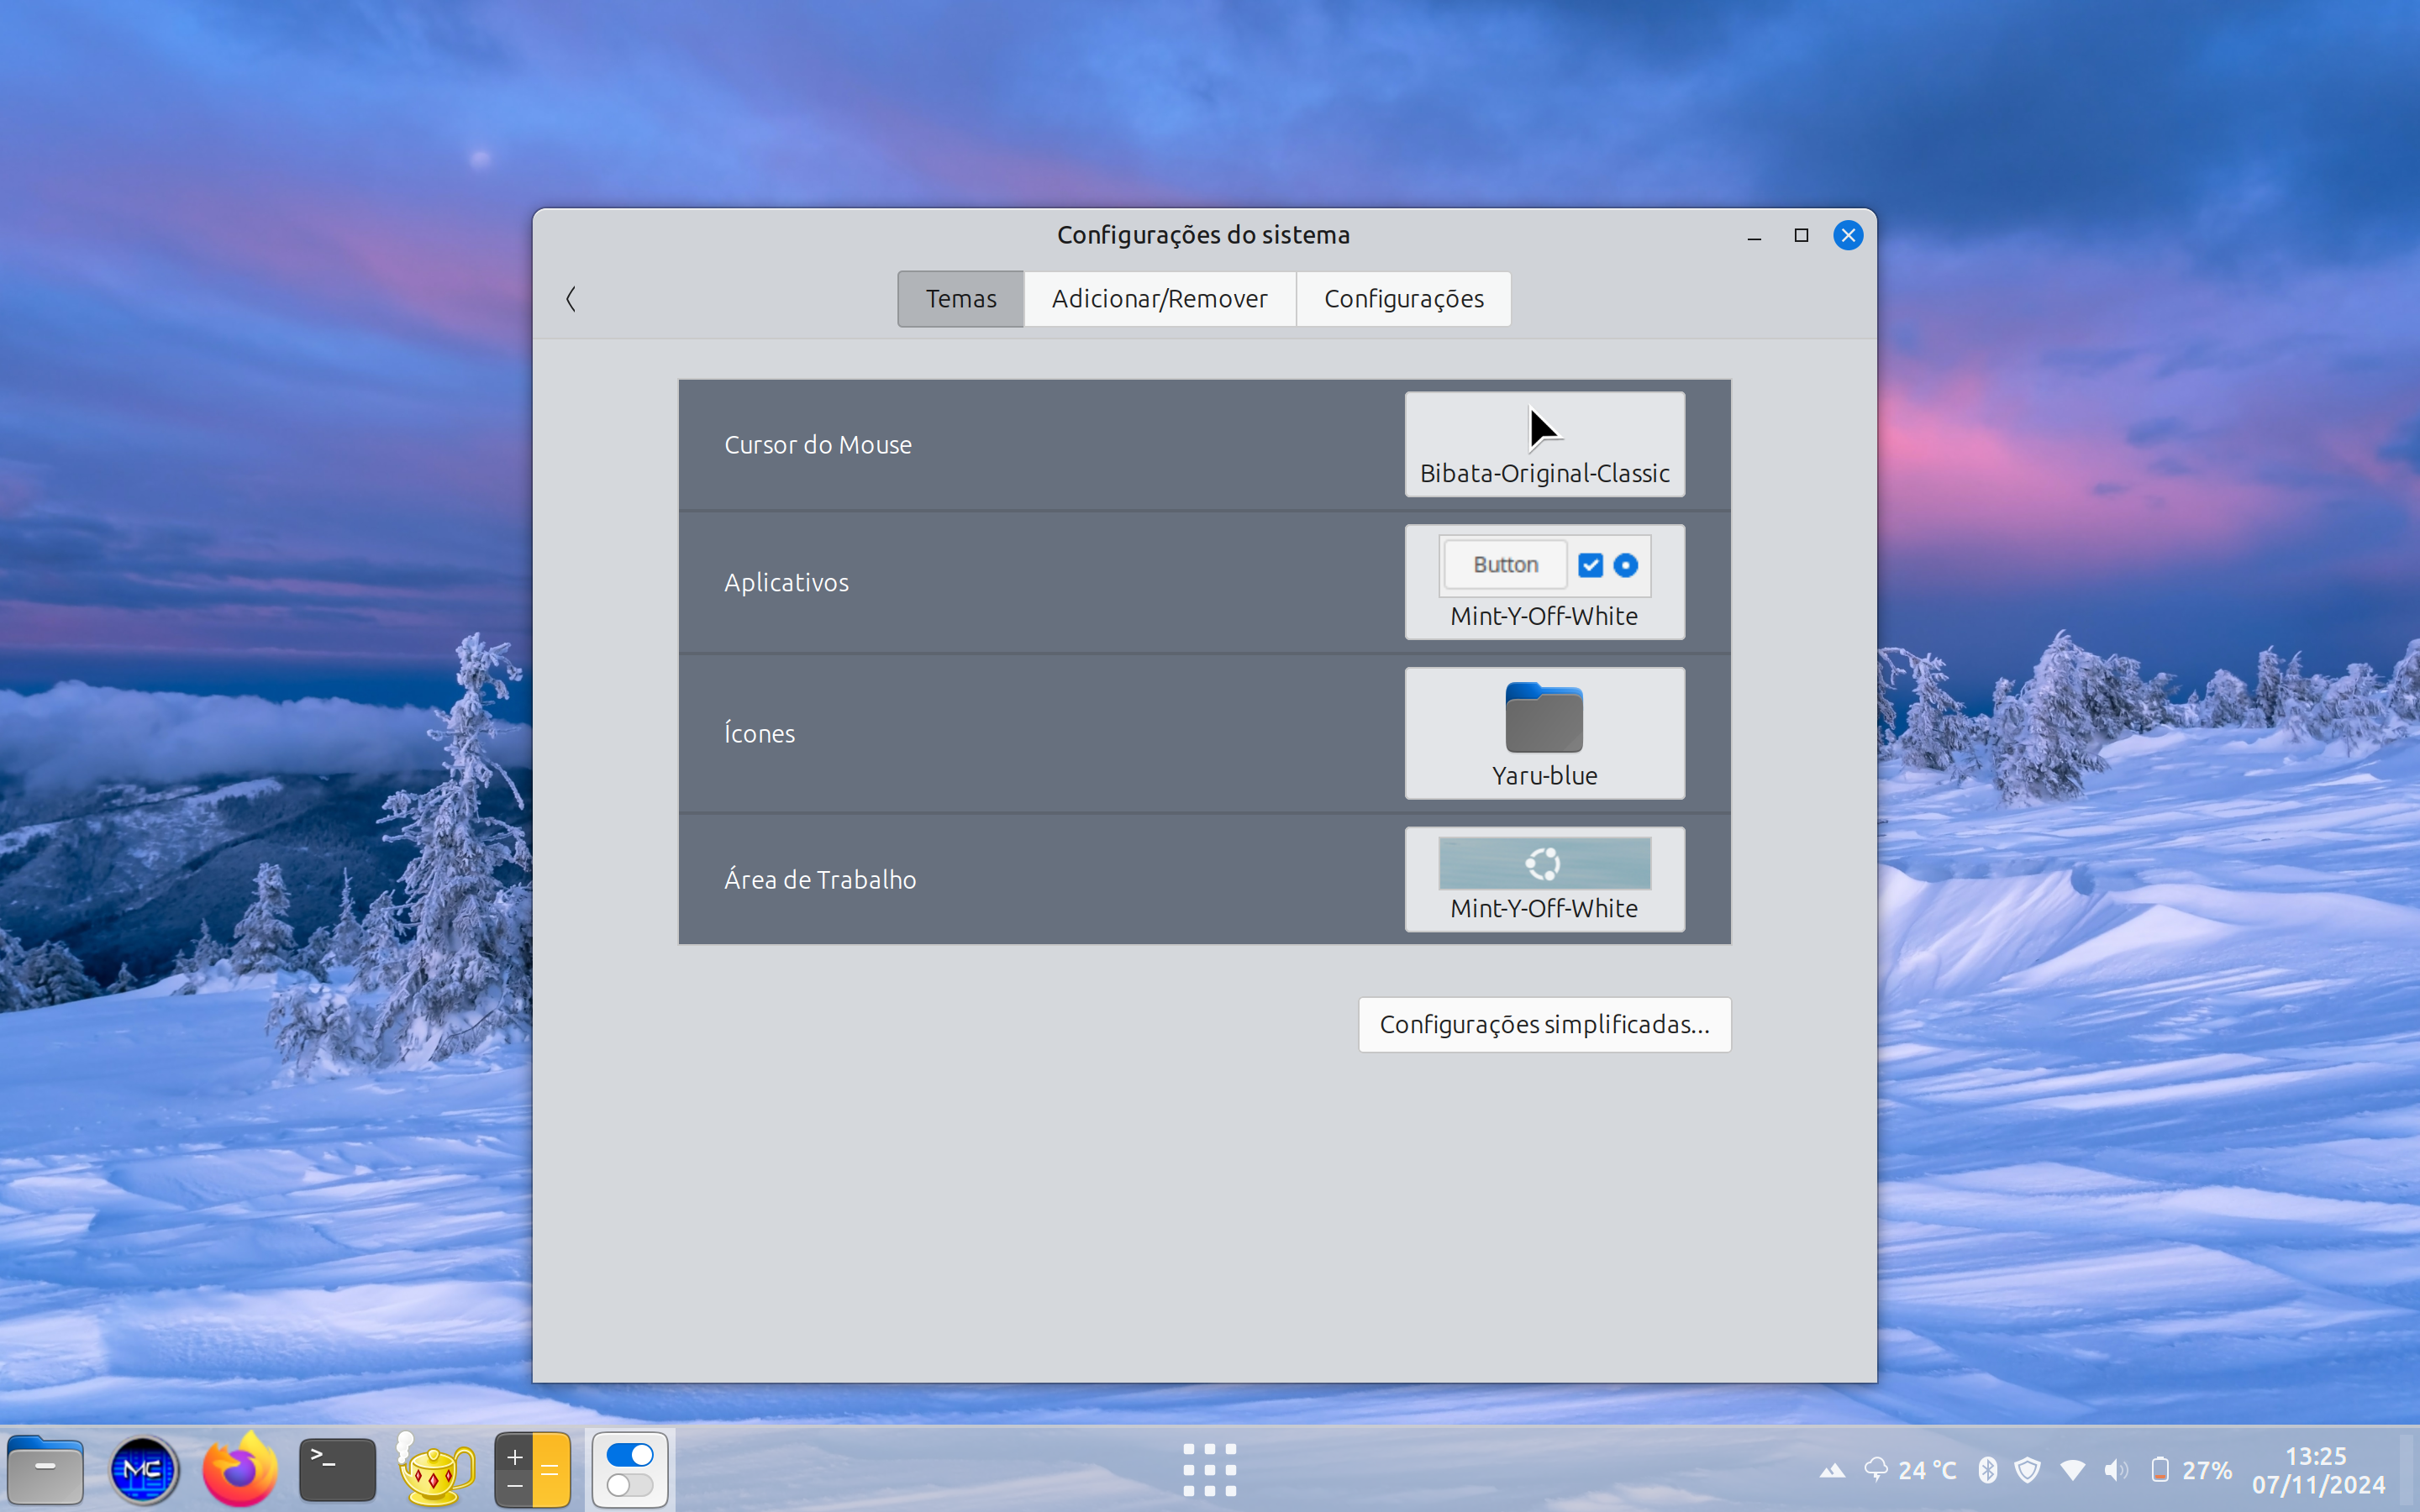 Configurações do sistema
Temas
Adicionar/Remover
Configurações
Cursor do Mouse
Bibata-Original-Classic
Aplicativos
Button
Mint-Y-Off-White
Ícones
Yaru-blue
Área de Trabalho
Mint-Y-Off-White
Configurações simplificadas...
>_
MC
24 °C
27%
13:25
07/11/2024